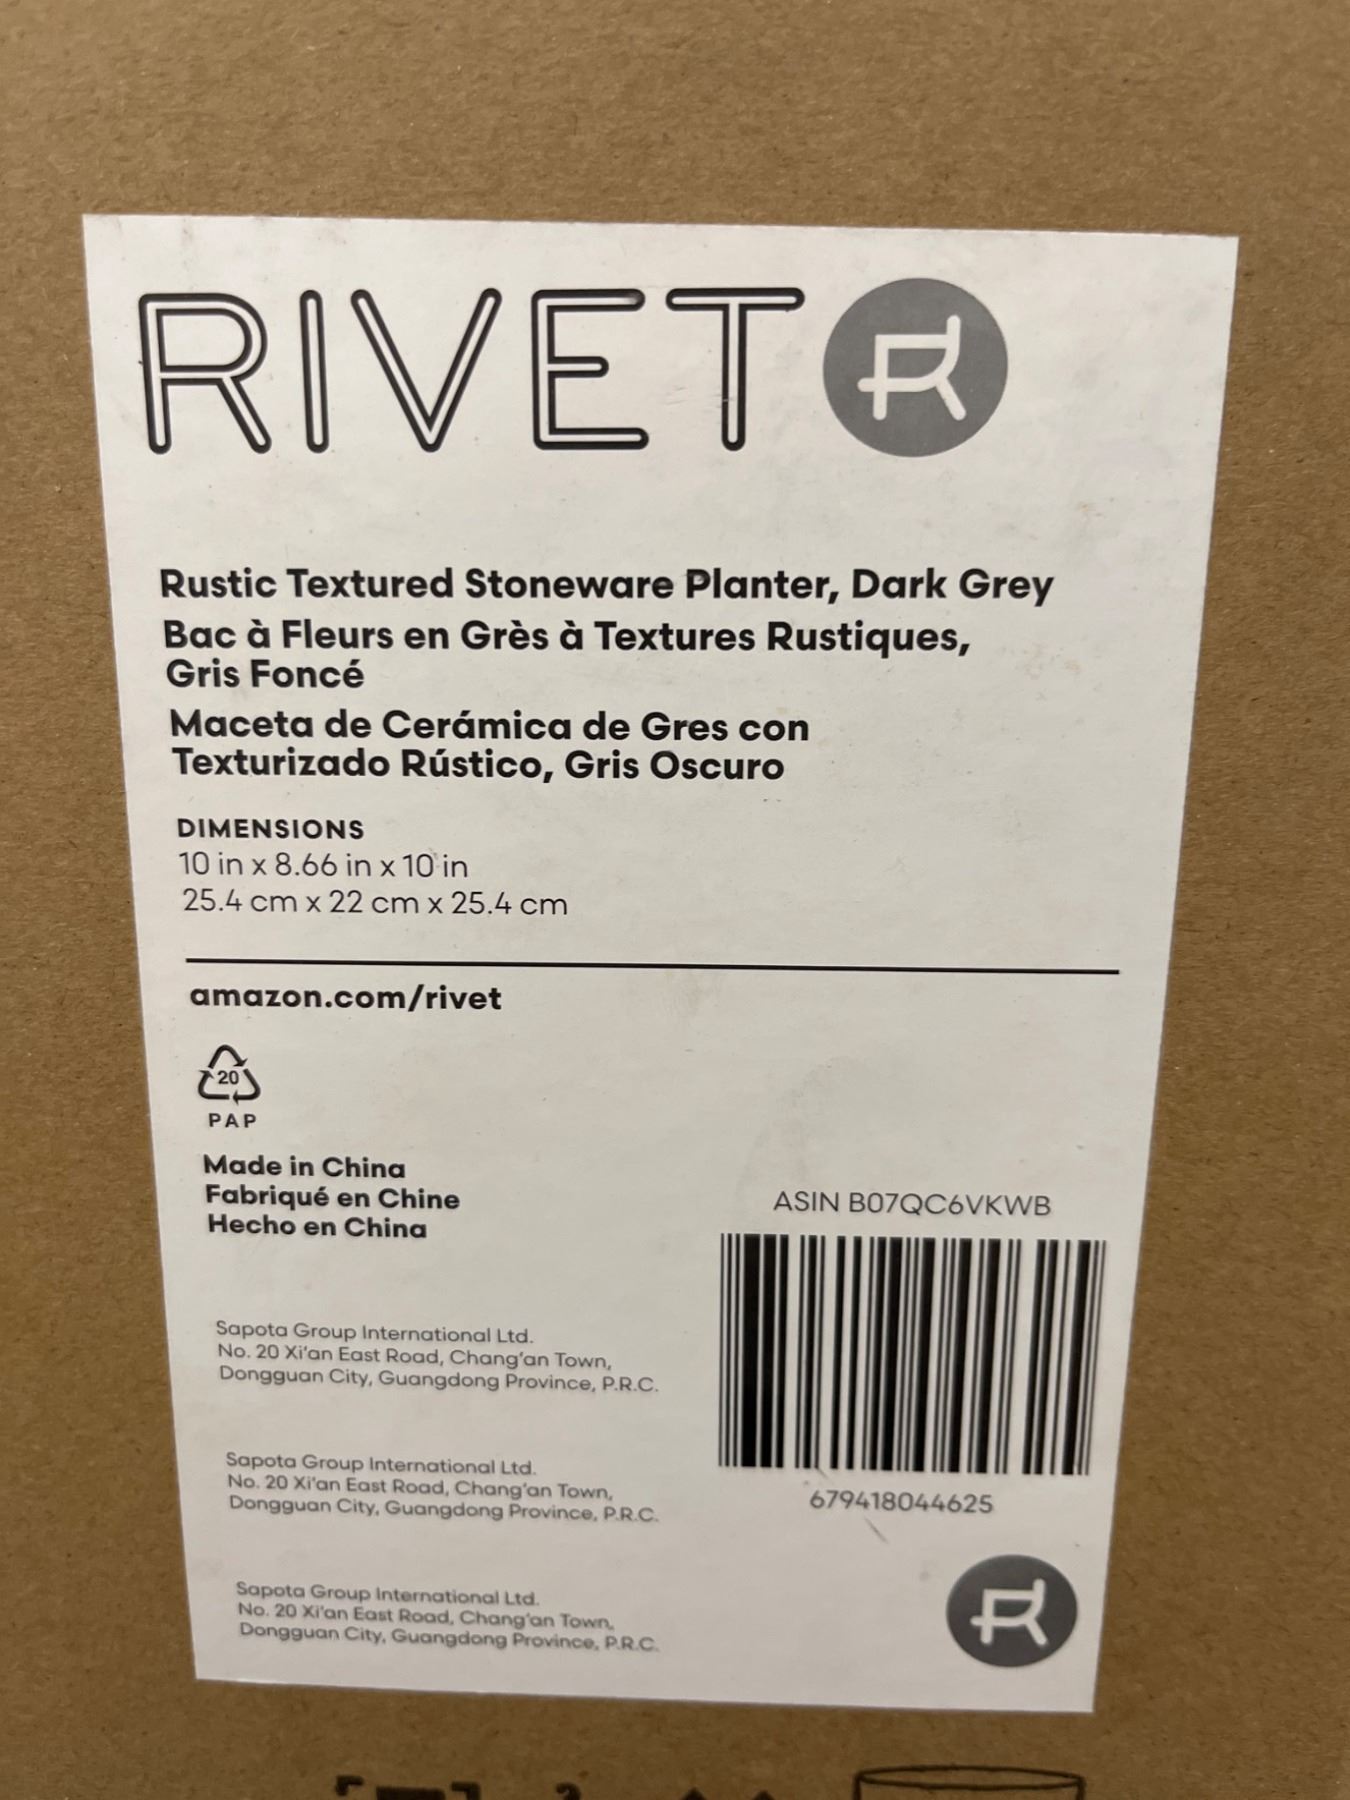 RIVET
Rustic Textured Stoneware Planter, Dark Grey
Bac à Fleurs en Grès à Textures Rustiques,
Gris Foncé
Maceta de Cerámica de Gres con
Texturizado Rústico, Gris Oscuro
DIMENSIONS
10 in x 8.66 in x 10 in
25.4 cm x 22 cm x 25.4 cm
amazon.com/rivet
20
PAP
Made in China
Fabriqué en Chine
Hecho en China
ASIN B07QC6VKWB
679418044625
Sapota Group International Ltd.
No. 20 Xi'an East Road, Chang'an Town,
Dongguan City, Guangdong Province, P.R.C.
Sapota Group International Ltd.
No. 20 Xi'an East Road, Chang'an Town,
Dongguan City, Guangdong Province, P.R.C.
Sapota Group International Ltd.
No. 20 Xi'an East Road, Chang'an Town,
Dongguan City, Guangdong Province, P.R.C.